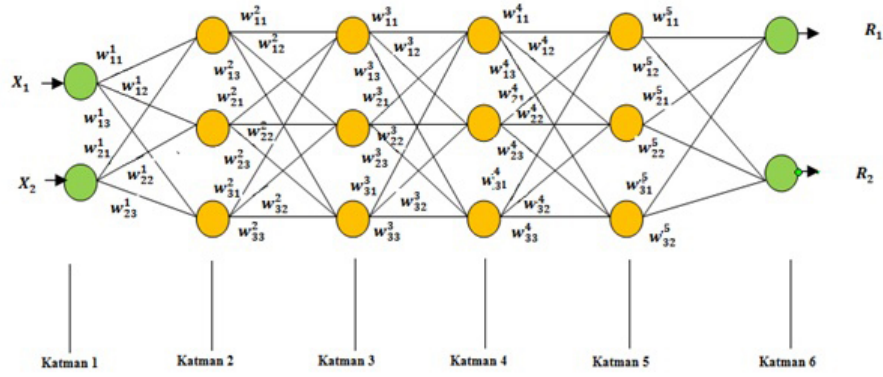 X₁
X₂
w¹₁₁
w¹₁₂
w¹₁₃
w¹₂₁
w¹₂₂
w¹₂₃
w²₁₁
w²₁₂
w²₁₃
w²₂₁
w²₂₂
w²₂₃
w²₃₁
w²₃₂
w²₃₃
w³₁₁
w³₁₂
w³₁₃
w³₂₁
w³₂₂
w³₂₃
w³₃₁
w³₃₂
w³₃₃
w⁴₁₁
w⁴₁₂
w⁴₁₃
w⁴₂₁
w⁴₂₂
w⁴₂₃
w⁴₃₁
w⁴₃₂
w⁴₃₃
w⁵₁₁
w⁵₁₂
w⁵₂₁
w⁵₂₂
w⁵₃₁
w⁵₃₂
R₁
R₂
Katman 1
Katman 2
Katman 3
Katman 4
Katman 5
Katman 6